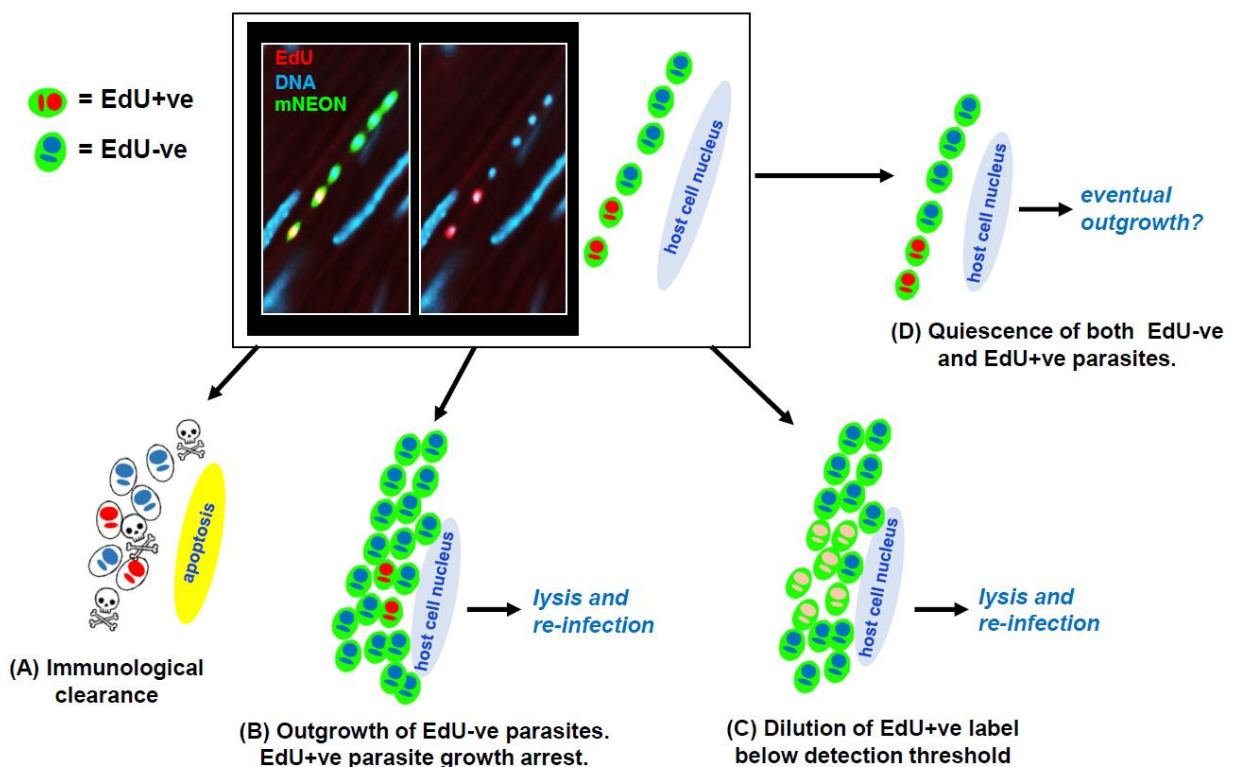 EdU
DNA
mNEON
= EdU+ve
= EdU-ve
host cell nucleus
host cell nucleus
eventual
outgrowth?
(D) Quiescence of both EdU-ve
and EdU+ve parasites.
apoptosis
(A) Immunological
clearance
host cell nucleus
lysis and
re-infection
(B) Outgrowth of EdU-ve parasites.
EdU+ve parasite growth arrest.
host cell nucleus
lysis and
re-infection
(C) Dilution of EdU+ve label
below detection threshold